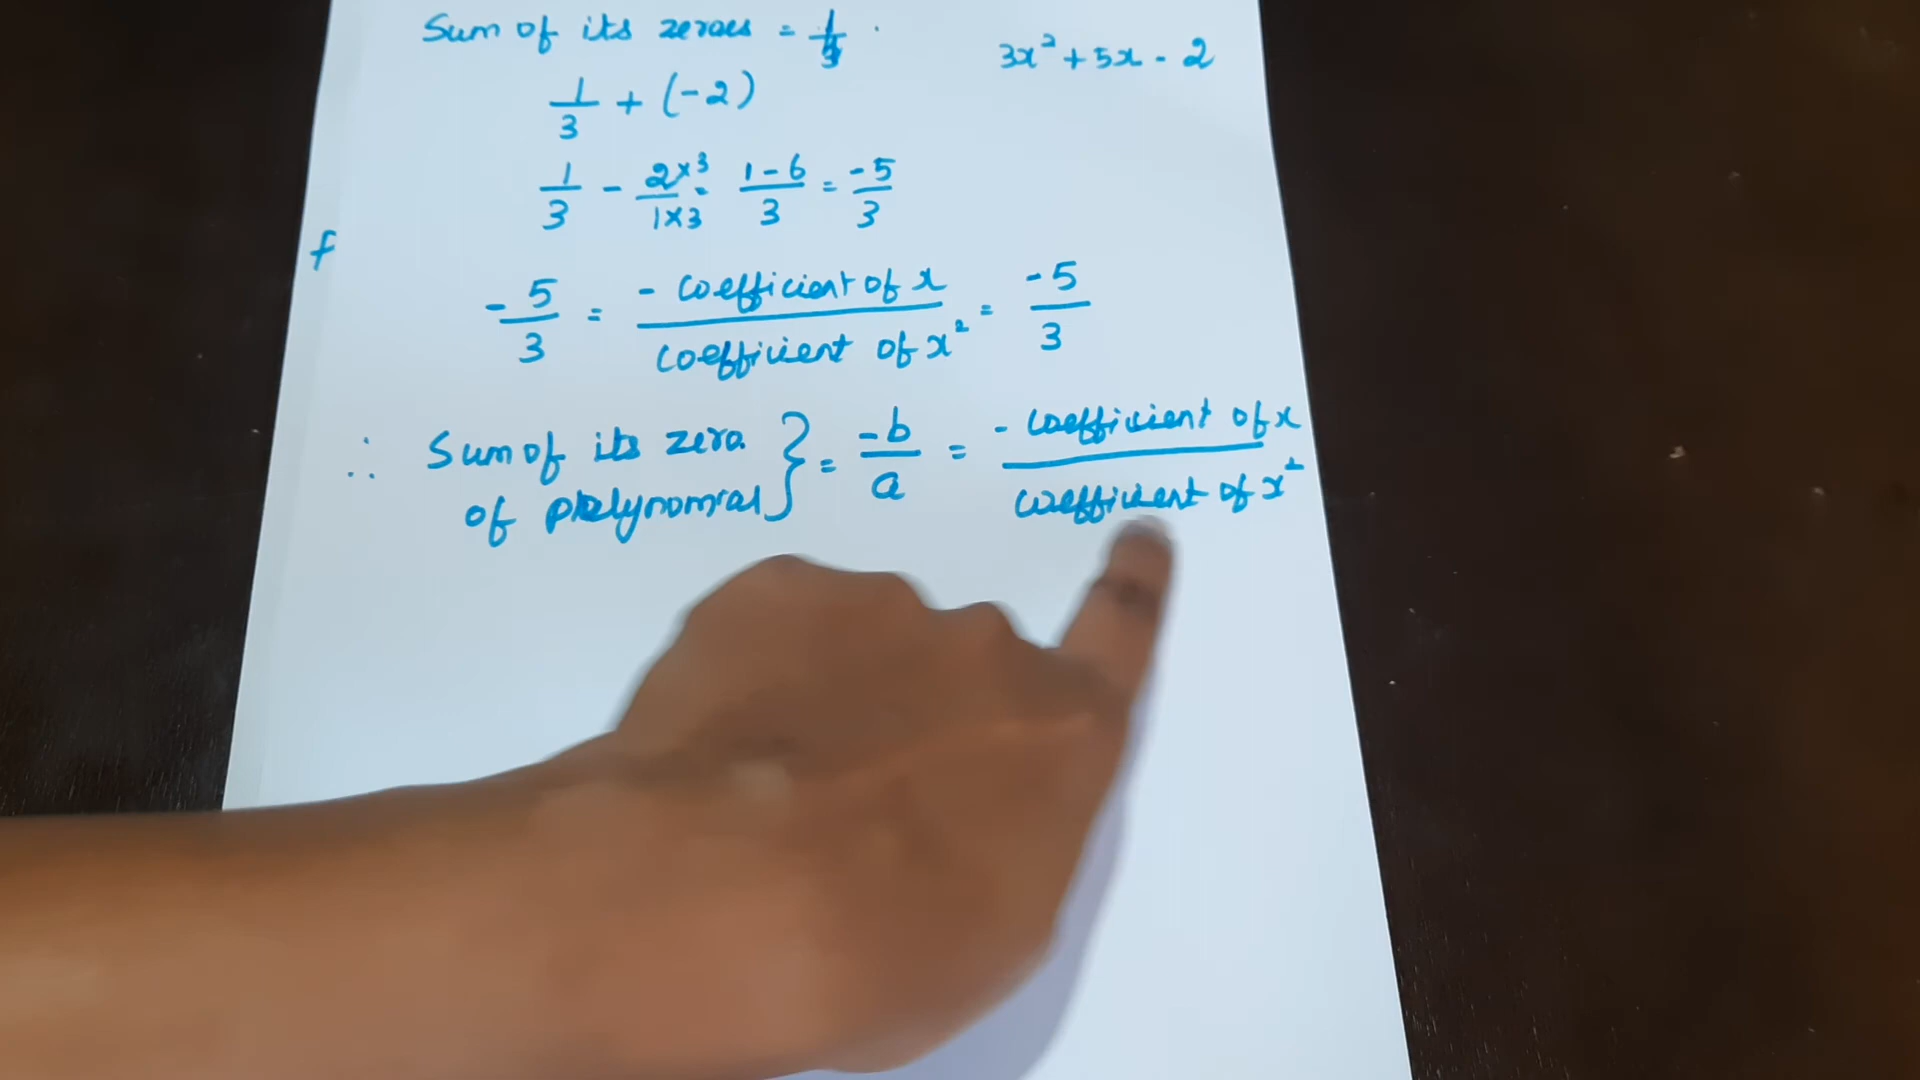 Sum of its zeroes = 1/3 .
3x² + 5x - 2
1/3 + (-2)
1/3 - 2×3/1×3 = 1-6/3 = -5/3
f
-5/3 = - coefficient of x / coefficient of x² = -5/3
∴ Sum of its zero of polynomial } = -b/a = - coefficient of x / coefficient of x²